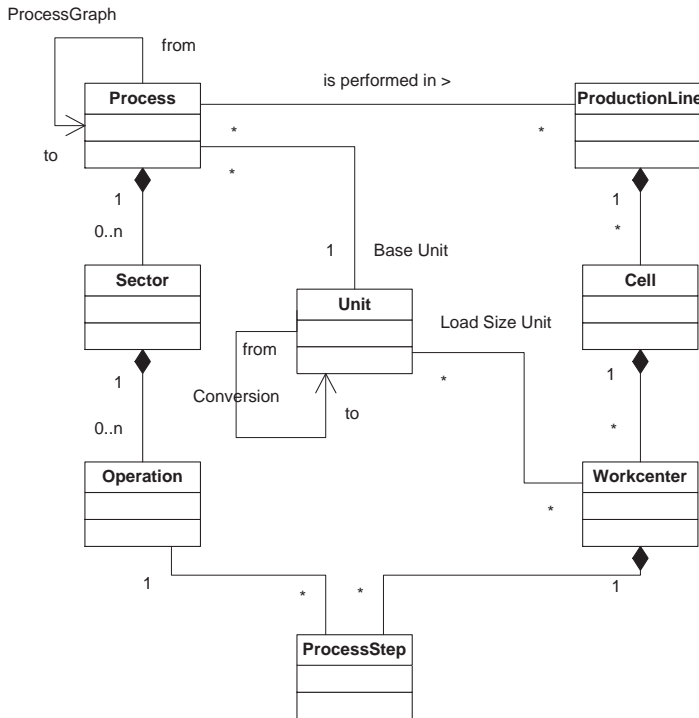 ProcessGraph
from
is performed in >
Process
ProductionLine
*
*
to
*
1
1
0..n
*
1
Base Unit
Sector
Cell
Unit
Load Size Unit
from
1
*
1
Conversion
to
0..n
*
Operation
Workcenter
*
1
*
*
1
ProcessStep